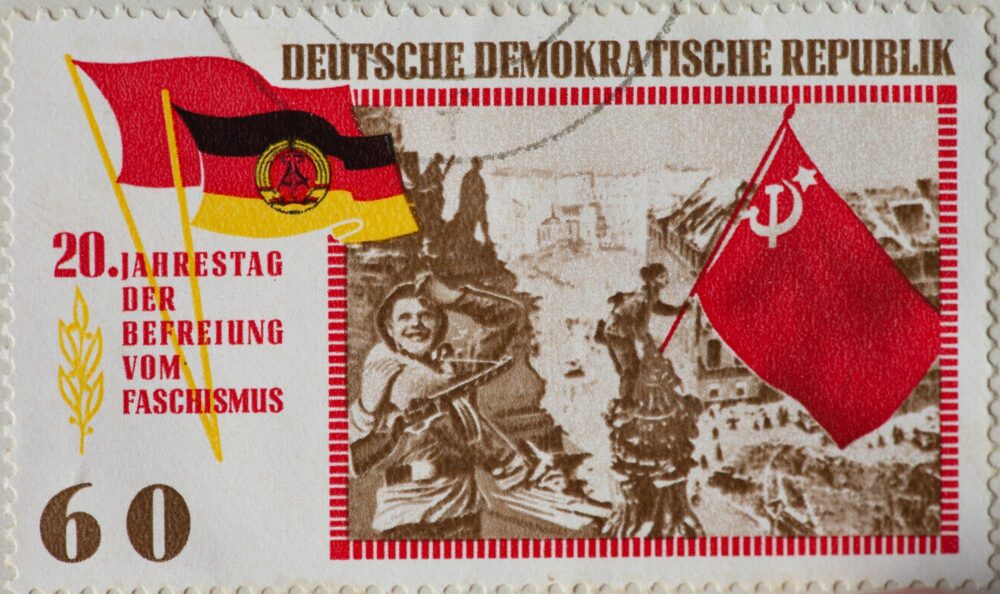 DEUTSCHE DEMOKRATISCHE REPUBLIK
20. JAHRESTAG
DER
BEFREIUNG
VOM
FASCHISMUS
60